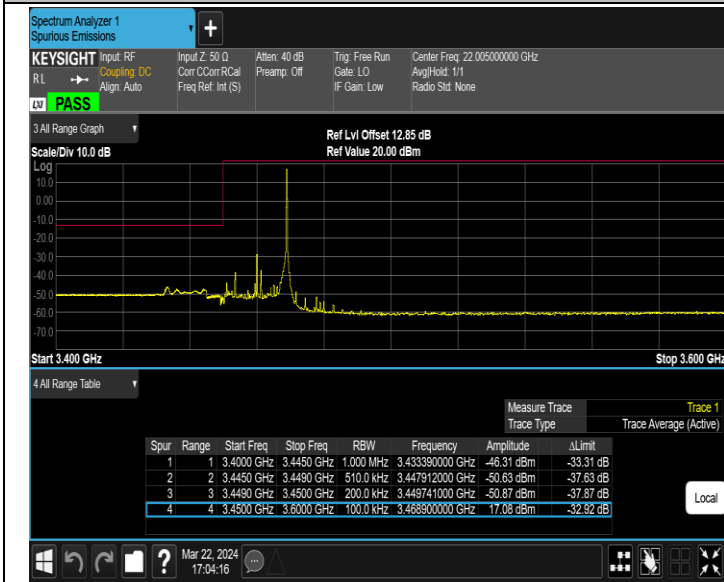 Spectrum Analyzer 1
Spurious Emissions
+
KEYSIGHT Input: RF Input Z: 50 Ω Atten: 40 dB Trig: Free Run Center Freq: 22.005000000 GHz
RL Coupling: DC Corr CCorr RCal Preamp: Off Gate: LO Avg|Hold: 1/1
Align: Auto Freq Ref: Int (S) IF Gain: Low Radio Std: None
LXI PASS
3 All Range Graph
Ref Lvl Offset 12.85 dB
Scale/Div 10.0 dB Ref Value 20.00 dBm
Log
10.0
0.00
-10.0
-20.0
-30.0
-40.0
-50.0
-60.0
-70.0
Start 3.400 GHz Stop 3.600 GHz
4 All Range Table
Measure Trace Trace 1
Trace Type Trace Average (Active)
Spur Range Start Freq Stop Freq RBW Frequency Amplitude ΔLimit
1 1 3.4000 GHz 3.4450 GHz 1.000 MHz 3.433390000 GHz -46.31 dBm -33.31 dB
2 2 3.4450 GHz 3.4490 GHz 510.0 kHz 3.447912000 GHz -50.63 dBm -37.63 dB
3 3 3.4490 GHz 3.4500 GHz 200.0 kHz 3.449741000 GHz -50.87 dBm -37.87 dB
4 4 3.4500 GHz 3.6000 GHz 100.0 kHz 3.468900000 GHz 17.08 dBm -32.92 dB
Local
? Mar 22, 2024
17:04:16